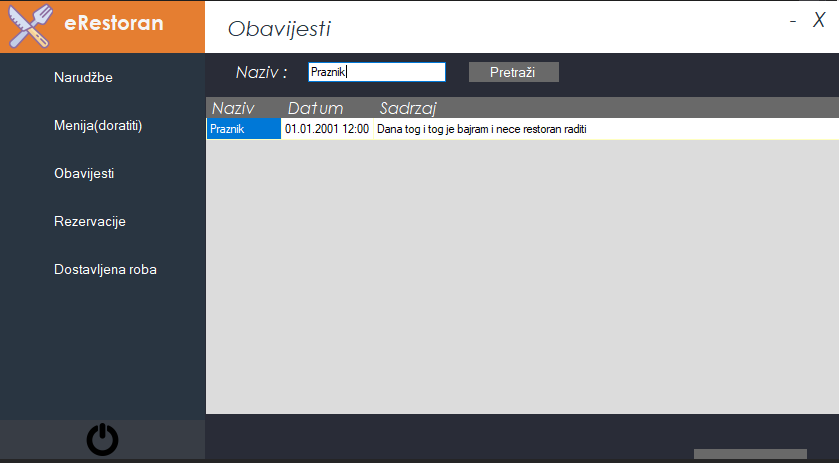 eRestoran
Obavijesti
- X
Narudžbe
Menija(doratiti)
Obavijesti
Rezervacije
Dostavljena roba
Naziv : Praznik Pretraži
Naziv Datum Sadrzaj
Praznik 01.01.2001 12:00 Dana tog i tog je bajram i nece restoran raditi